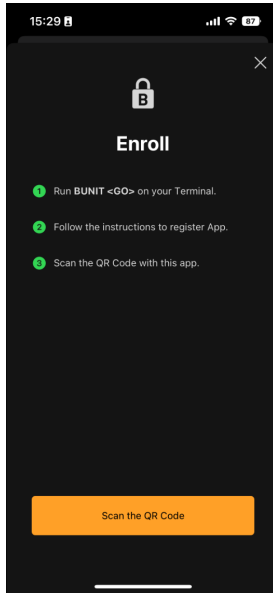 15:29
87
B
Enroll
1 Run BUNIT <GO> on your Terminal.
2 Follow the instructions to register App.
3 Scan the QR Code with this app.
Scan the QR Code